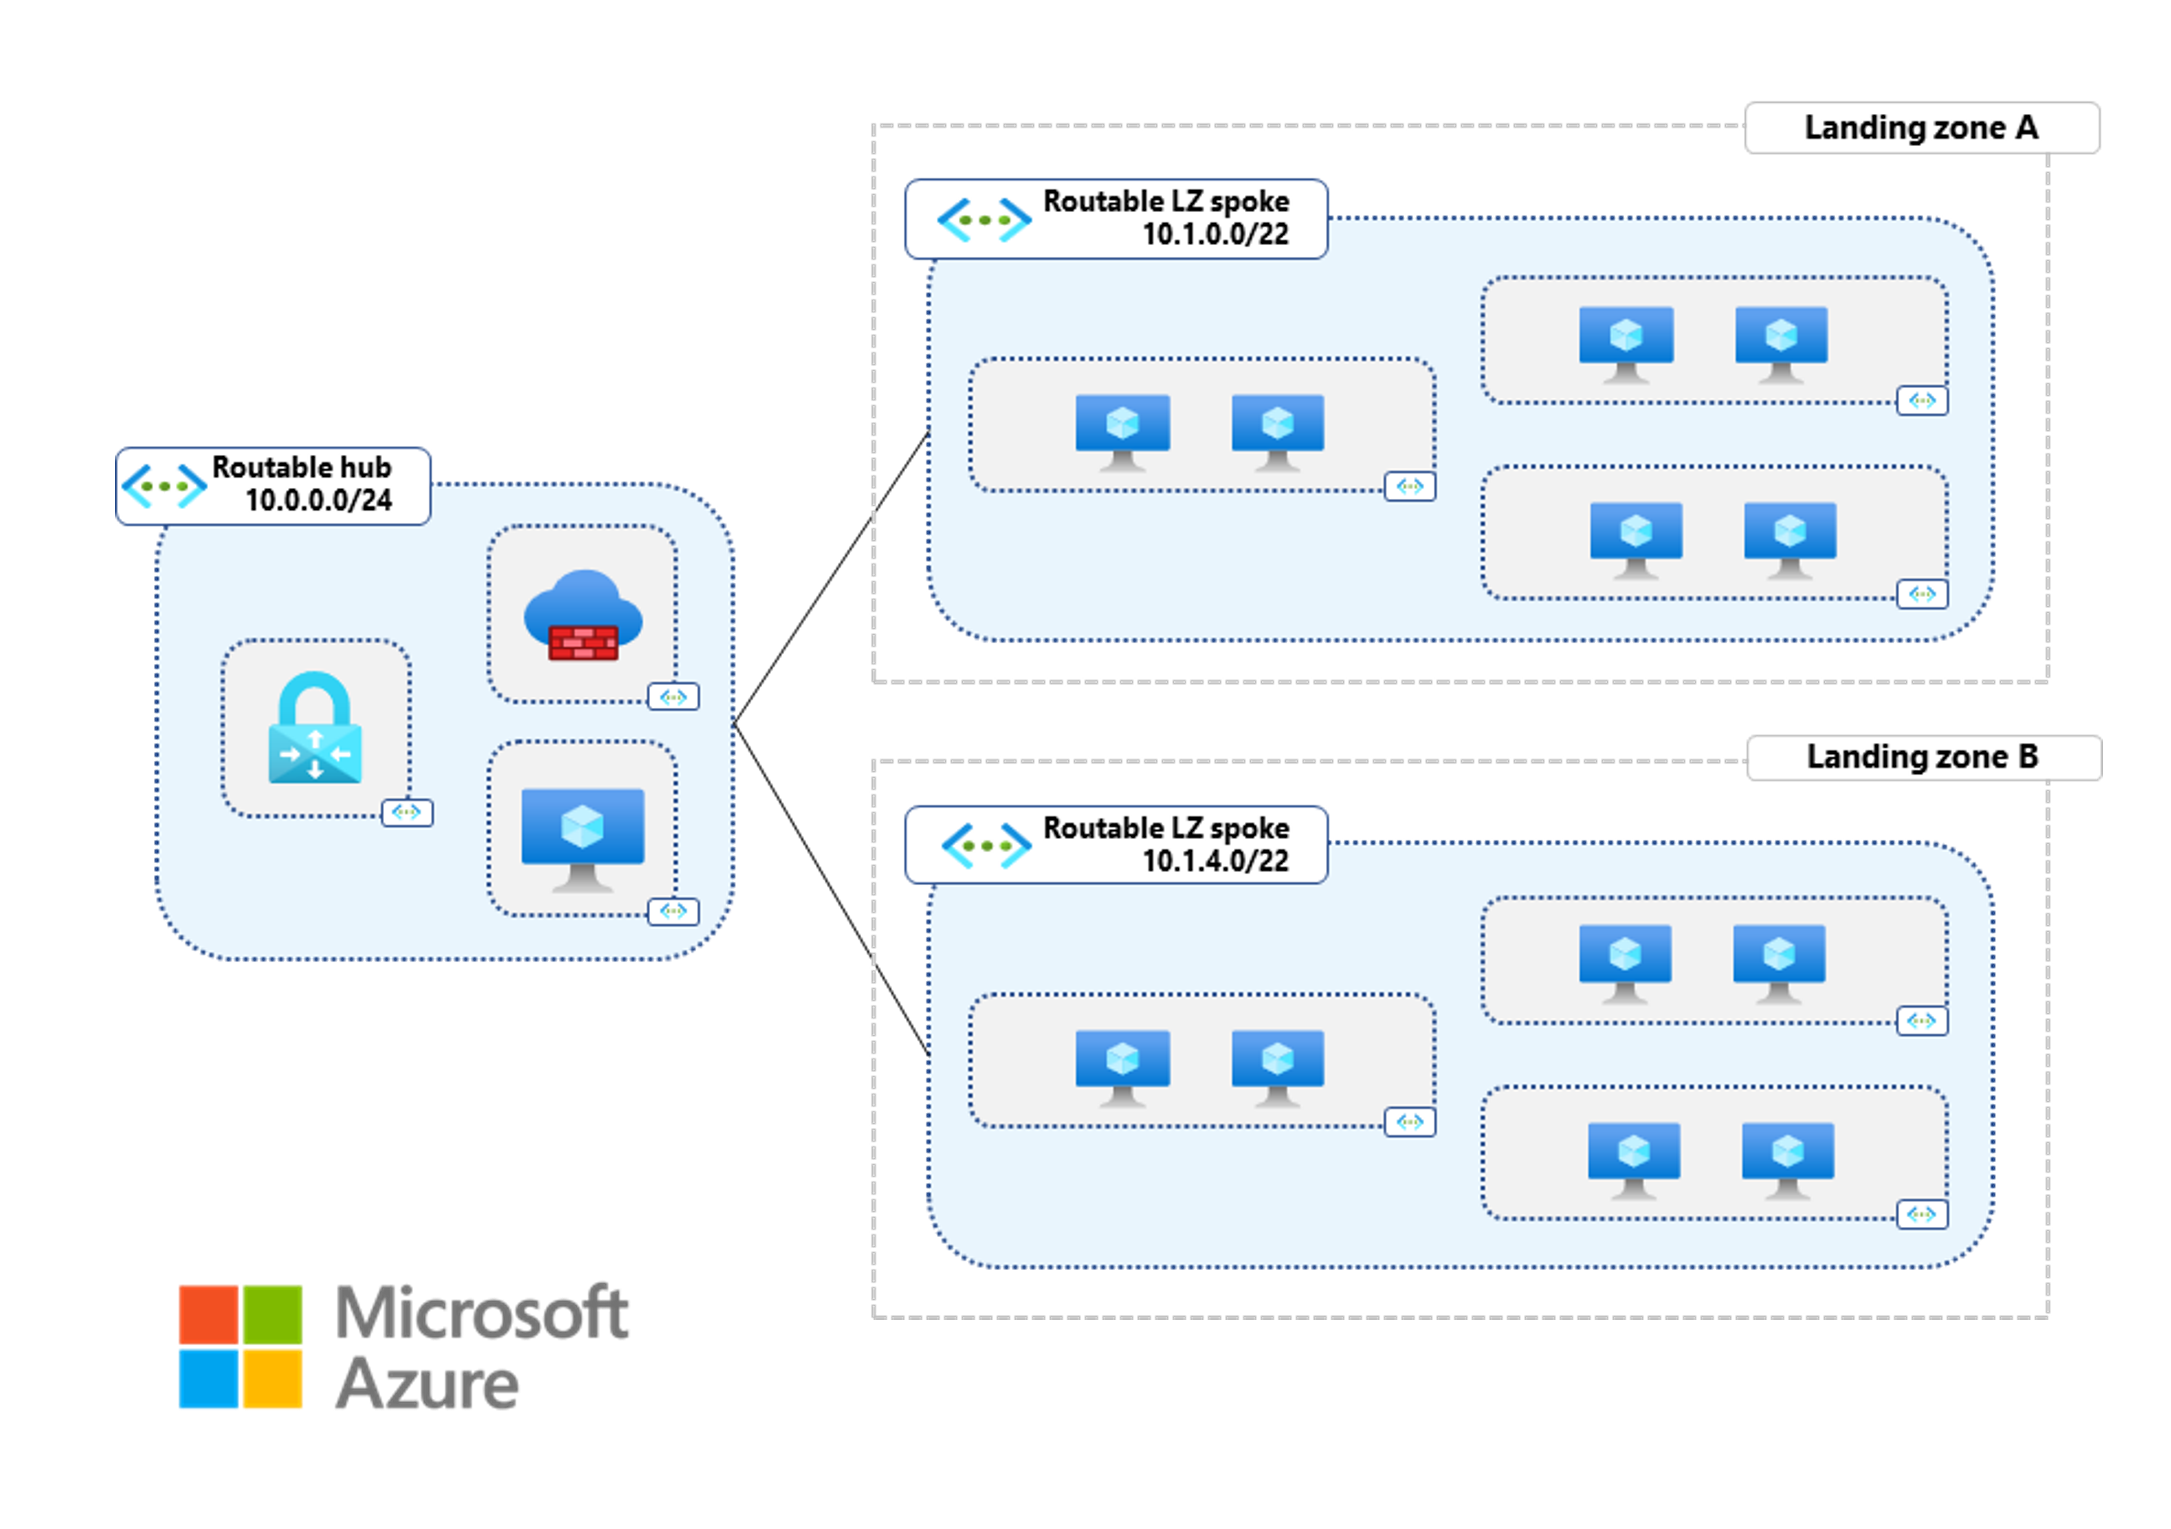 Landing zone A
Routable LZ spoke
10.1.0.0/22
Routable hub
10.0.0.0/24
Landing zone B
Routable LZ spoke
10.1.4.0/22
Microsoft
Azure